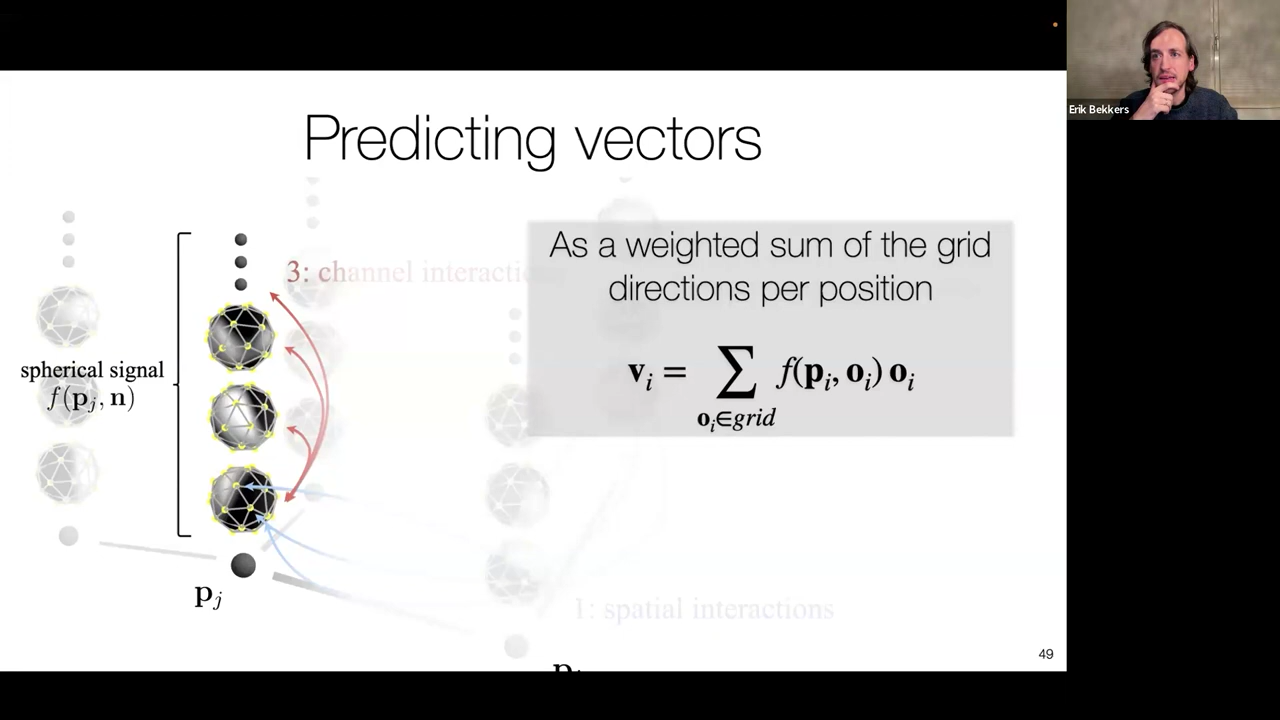 Erik Bekkers
Predicting vectors
As a weighted sum of the grid
directions per position
v_i = ∑ f(p_i, o_i) o_i
o_i∈grid
3: channel interacti
spherical signal
f(p_j, n)
p_j
1: spatial interactions
49